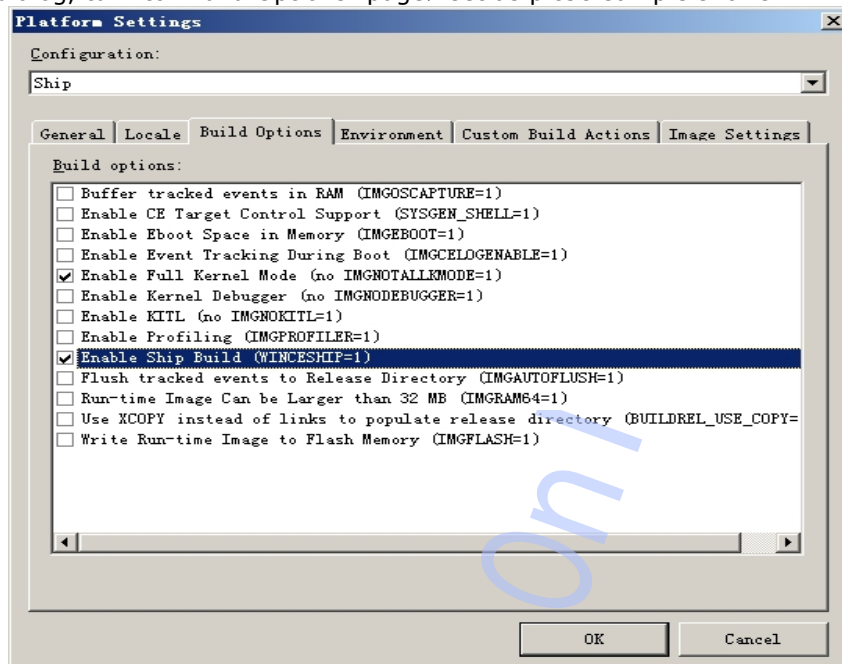 Platform Settings
Configuration:
Ship
General Locale Build Options Environment Custom Build Actions Image Settings
Build options:
Buffer tracked events in RAM (IMGOSCAPTURE=1)
Enable CE Target Control Support (SYSGEN_SHELL=1)
Enable Eboot Space in Memory (IMGEBOOT=1)
Enable Event Tracking During Boot (IMGCELOGENABLE=1)
Enable Full Kernel Mode (no IMGNOTALLKMODE=1)
Enable Kernel Debugger (no IMGNODEBUGGER=1)
Enable KITL (no IMGNOKITL=1)
Enable Profiling (IMGPROFILER=1)
Enable Ship Build (WINCESHIP=1)
Flush tracked events to Release Directory (IMGAUTOFLUSH=1)
Run-time Image Can be Larger than 32 MB (IMGRAM64=1)
Use XCOPY instead of links to populate release directory (BUILDREL_USE_COPY=
Write Run-time Image to Flash Memory (IMGFLASH=1)
OK Cancel